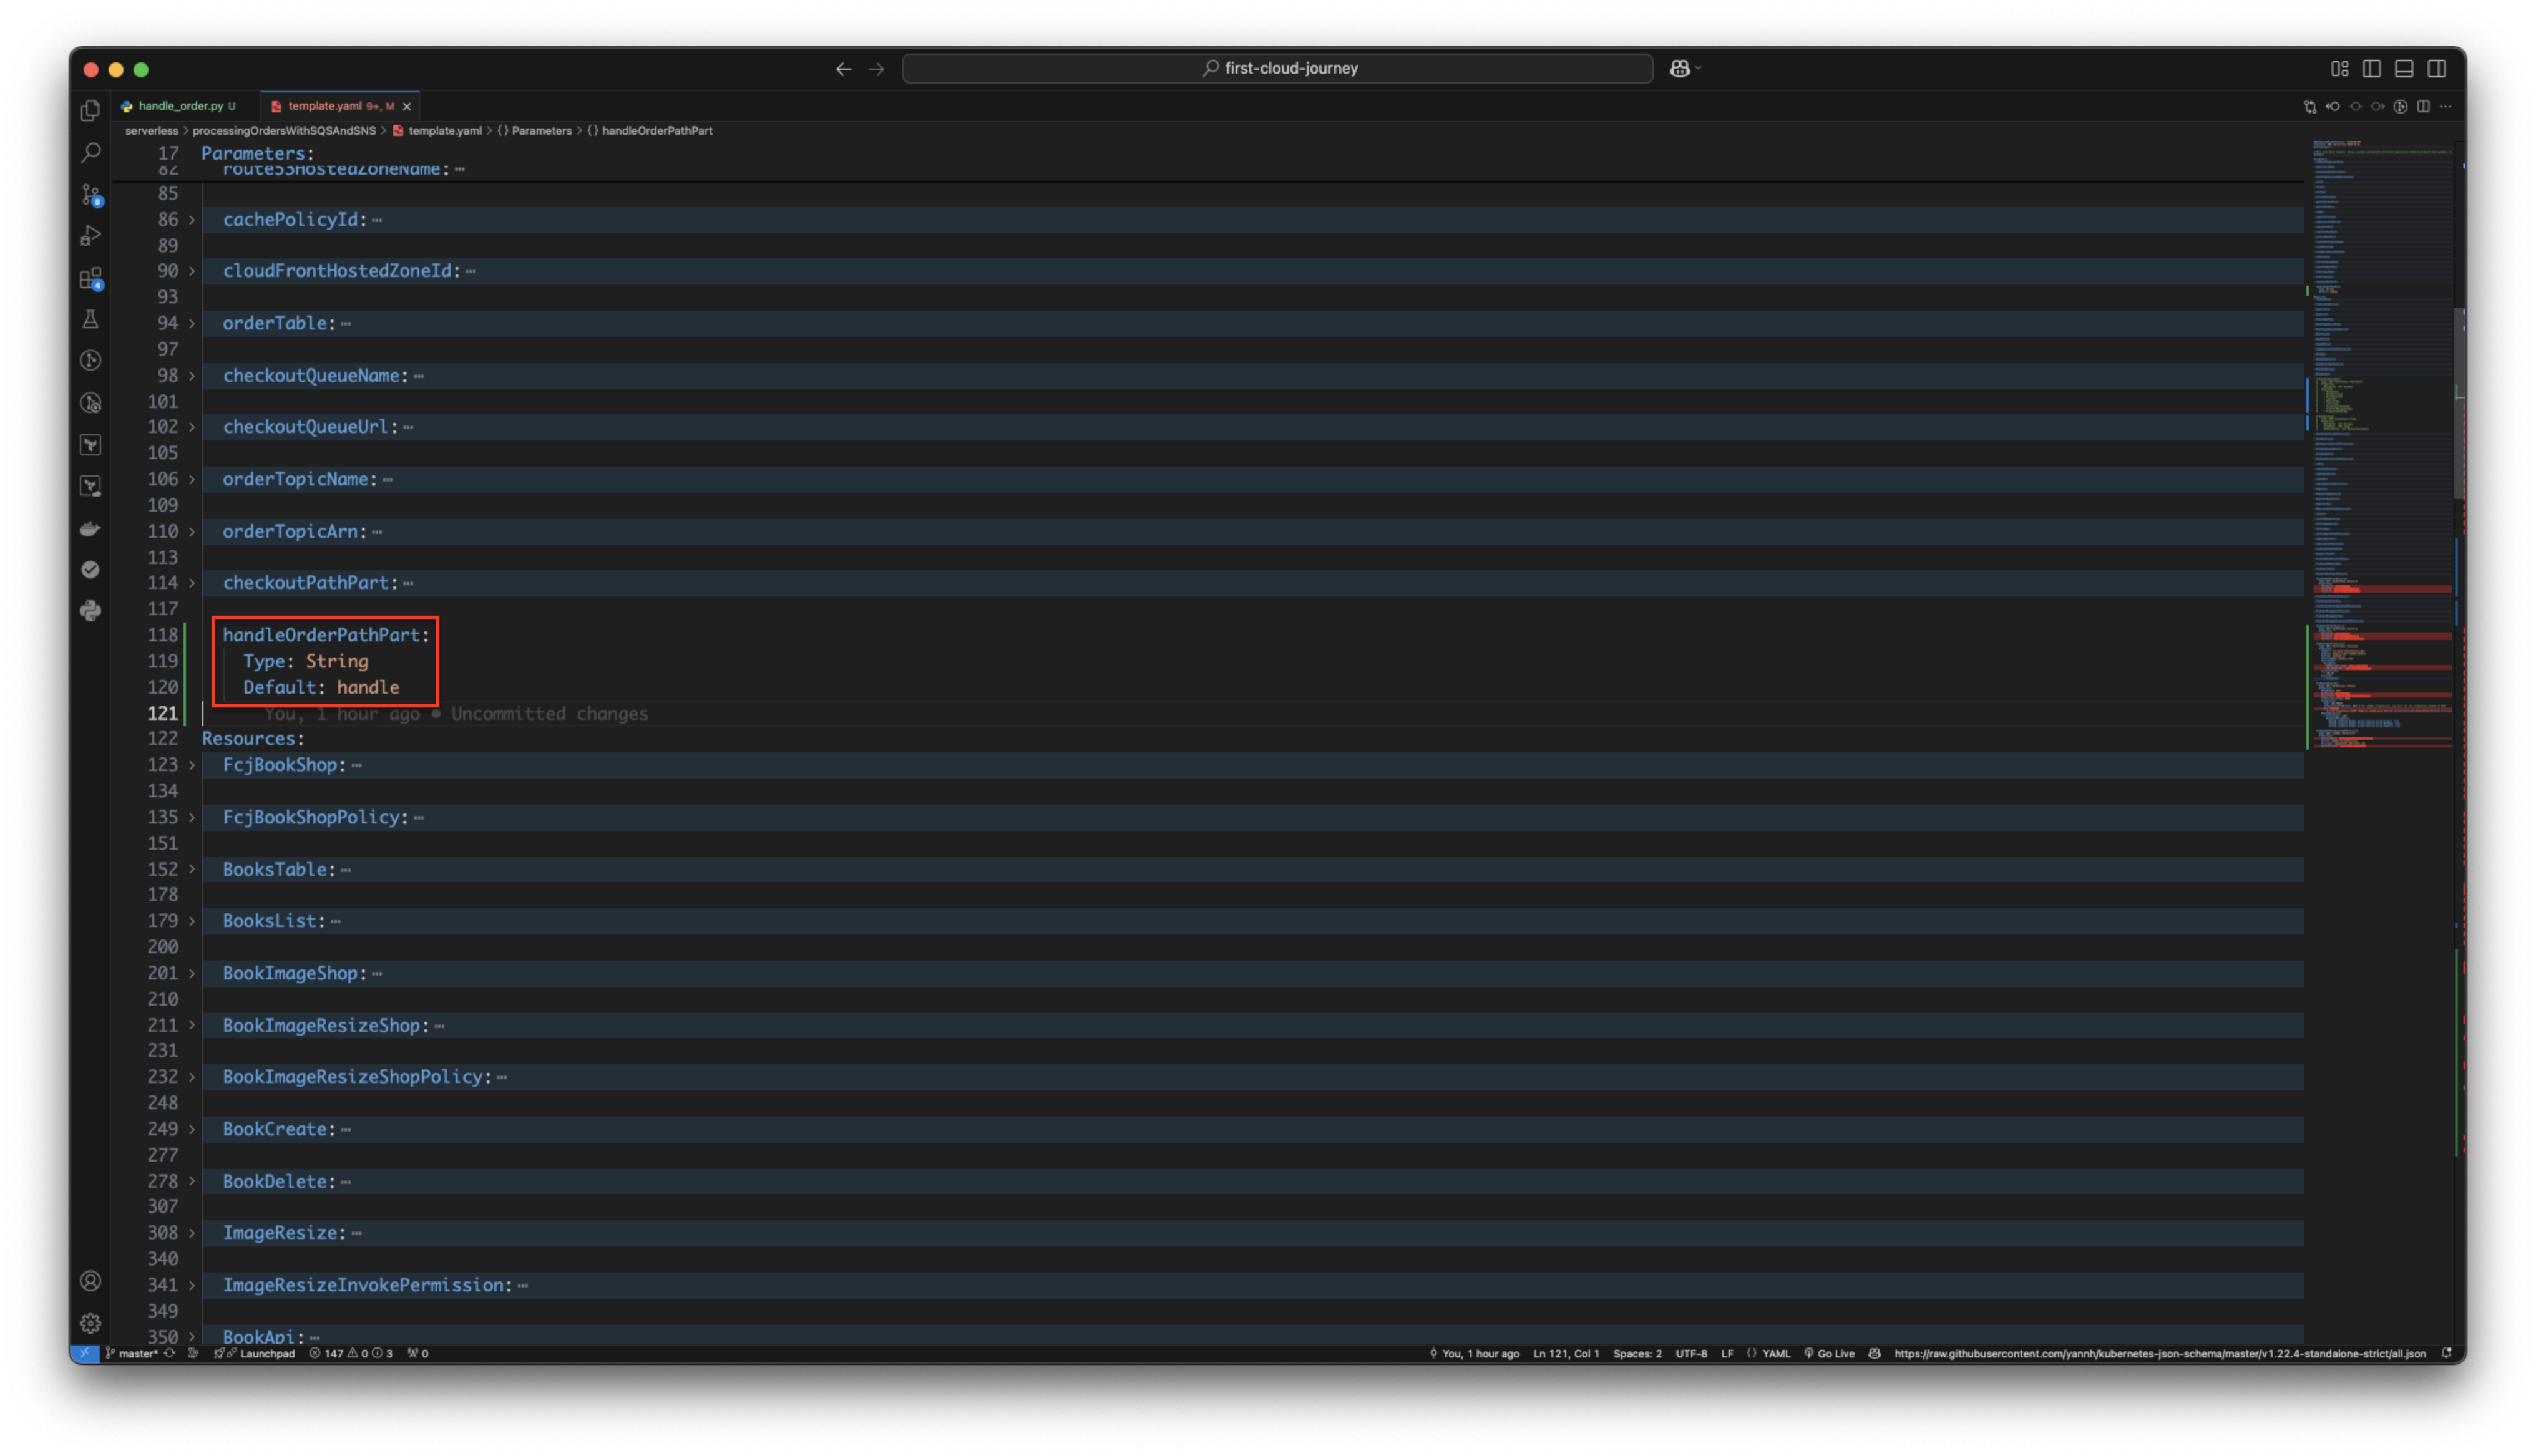 first-cloud-journey
handle_order.py U
template.yaml 9+, M
serverless > processingOrdersWithSQSAndSNS > template.yaml > {} Parameters > {} handleOrderPathPart
17 Parameters:
82 route53HostedZoneName: ⋯
85
86 > cachePolicyId: ⋯
89
90 > cloudFrontHostedZoneId: ⋯
93
94 > orderTable: ⋯
97
98 > checkoutQueueName: ⋯
101
102 > checkoutQueueUrl: ⋯
105
106 > orderTopicName: ⋯
109
110 > orderTopicArn: ⋯
113
114 > checkoutPathPart: ⋯
117
118 handleOrderPathPart:
119 Type: String
120 Default: handle
121 You, 1 hour ago • Uncommitted changes
122 Resources:
123 > FcjBookShop: ⋯
134
135 > FcjBookShopPolicy: ⋯
151
152 > BooksTable: ⋯
178
179 > BooksList: ⋯
200
201 > BookImageShop: ⋯
210
211 > BookImageResizeShop: ⋯
231
232 > BookImageResizeShopPolicy: ⋯
248
249 > BookCreate: ⋯
277
278 > BookDelete: ⋯
307
308 > ImageResize: ⋯
340
341 > ImageResizeInvokePermission: ⋯
349
350 > BookApi: ⋯
master* Launchpad 147 0 3 0 You, 1 hour ago Ln 121, Col 1 Spaces: 2 UTF-8 LF {} YAML Go Live https://raw.githubusercontent.com/yannh/kubernetes-json-schema/master/v1.22.4-standalone-strict/all.json